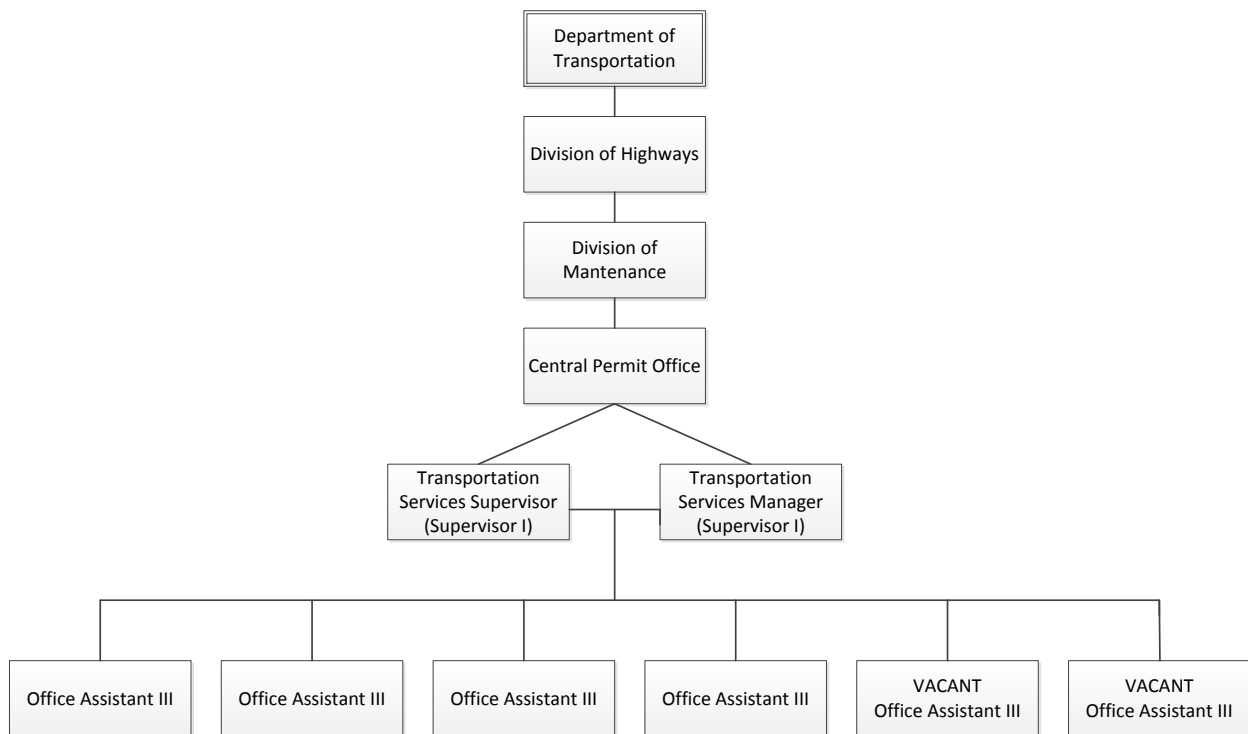 Department of
Transportation
Division of Highways
Division of
Mantenance
Central Permit Office
Transportation
Services Supervisor
(Supervisor I)
Transportation
Services Manager
(Supervisor I)
Office Assistant III
Office Assistant III
Office Assistant III
Office Assistant III
VACANT
Office Assistant III
VACANT
Office Assistant III